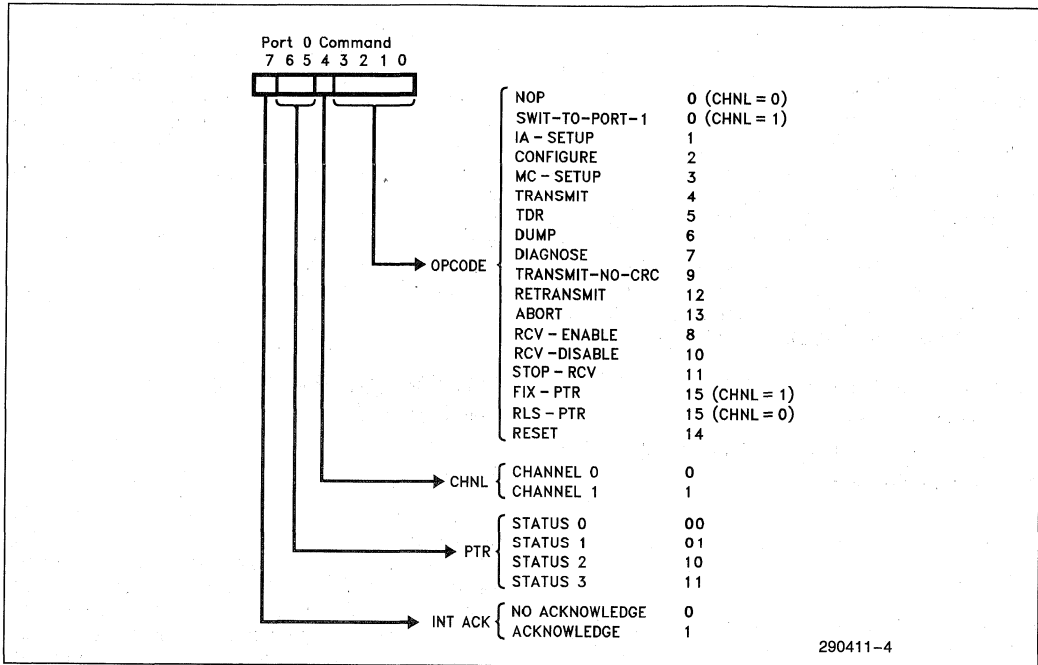 Port 0 Command
7 6 5 4 3 2 1 0
NOP 0 (CHNL = 0)
SWIT-TO-PORT-1 0 (CHNL = 1)
IA - SETUP 1
CONFIGURE 2
MC - SETUP 3
TRANSMIT 4
TDR 5
DUMP 6
DIAGNOSE 7
OPCODE
TRANSMIT-NO-CRC 9
RETRANSMIT 12
ABORT 13
RCV - ENABLE 8
RCV -DISABLE 10
STOP - RCV 11
FIX - PTR 15 (CHNL = 1)
RLS - PTR 15 (CHNL = 0)
RESET 14
CHNL
CHANNEL 0 0
CHANNEL 1 1
PTR
STATUS 0 00
STATUS 1 01
STATUS 2 10
STATUS 3 11
INT ACK
NO ACKNOWLEDGE 0
ACKNOWLEDGE 1
290411-4